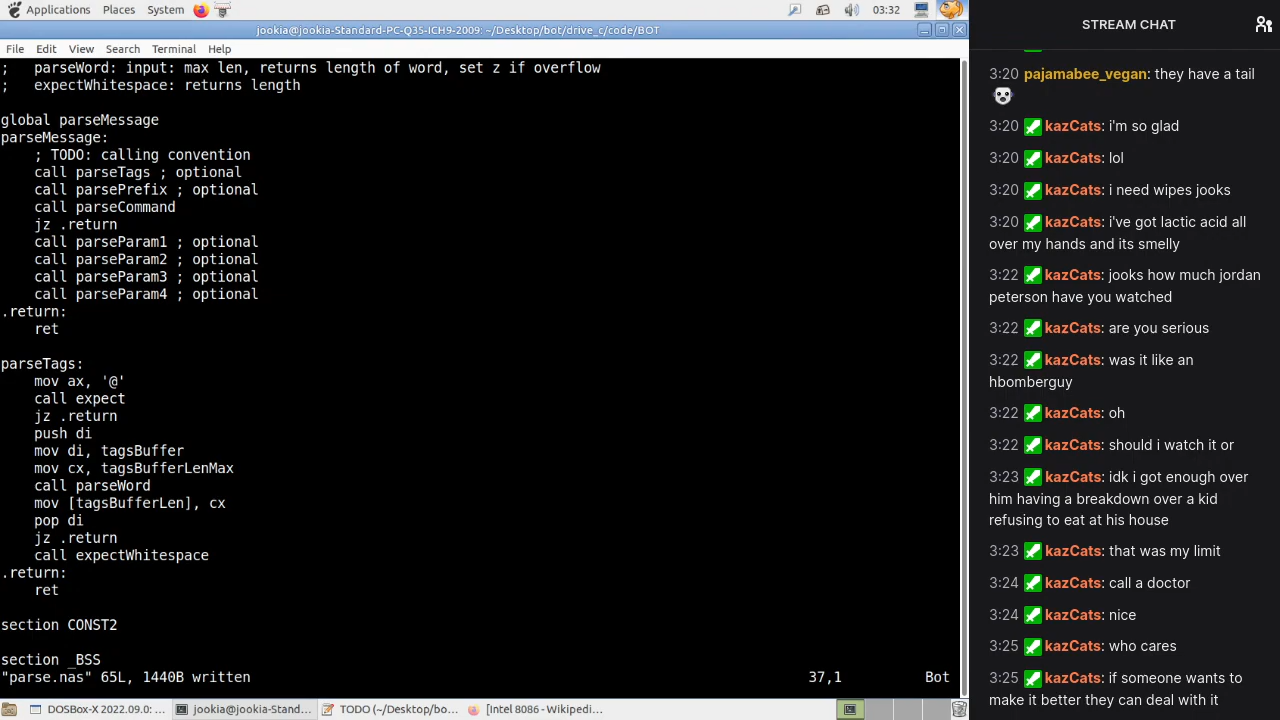 Applications Places System 03:32
jookia@jookia-Standard-PC-Q35-ICH9-2009: ~/Desktop/bot/drive_c/code/BOT
File Edit View Search Terminal Help
;   parseWord: input: max len, returns length of word, set z if overflow
;   expectWhitespace: returns length
global parseMessage
parseMessage:
    ; TODO: calling convention
    call parseTags ; optional
    call parsePrefix ; optional
    call parseCommand
    jz .return
    call parseParam1 ; optional
    call parseParam2 ; optional
    call parseParam3 ; optional
    call parseParam4 ; optional
.return:
    ret
parseTags:
    mov ax, '@'
    call expect
    jz .return
    push di
    mov di, tagsBuffer
    mov cx, tagsBufferLenMax
    call parseWord
    mov [tagsBufferLen], cx
    pop di
    jz .return
    call expectWhitespace
.return:
    ret
section CONST2
section _BSS
"parse.nas" 65L, 1440B written 37,1 Bot
DOSBox-X 2022.09.0: ... jookia@jookia-Stand... TODO (~/Desktop/bo... [Intel 8086 - Wikipedi...
STREAM CHAT
3:20 pajamabee_vegan: they have a tail
3:20 kazCats: i'm so glad
3:20 kazCats: lol
3:20 kazCats: i need wipes jooks
3:20 kazCats: i've got lactic acid all
over my hands and its smelly
3:22 kazCats: jooks how much jordan
peterson have you watched
3:22 kazCats: are you serious
3:22 kazCats: was it like an
hbomberguy
3:22 kazCats: oh
3:22 kazCats: should i watch it or
3:23 kazCats: idk i got enough over
him having a breakdown over a kid
refusing to eat at his house
3:23 kazCats: that was my limit
3:24 kazCats: call a doctor
3:24 kazCats: nice
3:25 kazCats: who cares
3:25 kazCats: if someone wants to
make it better they can deal with it